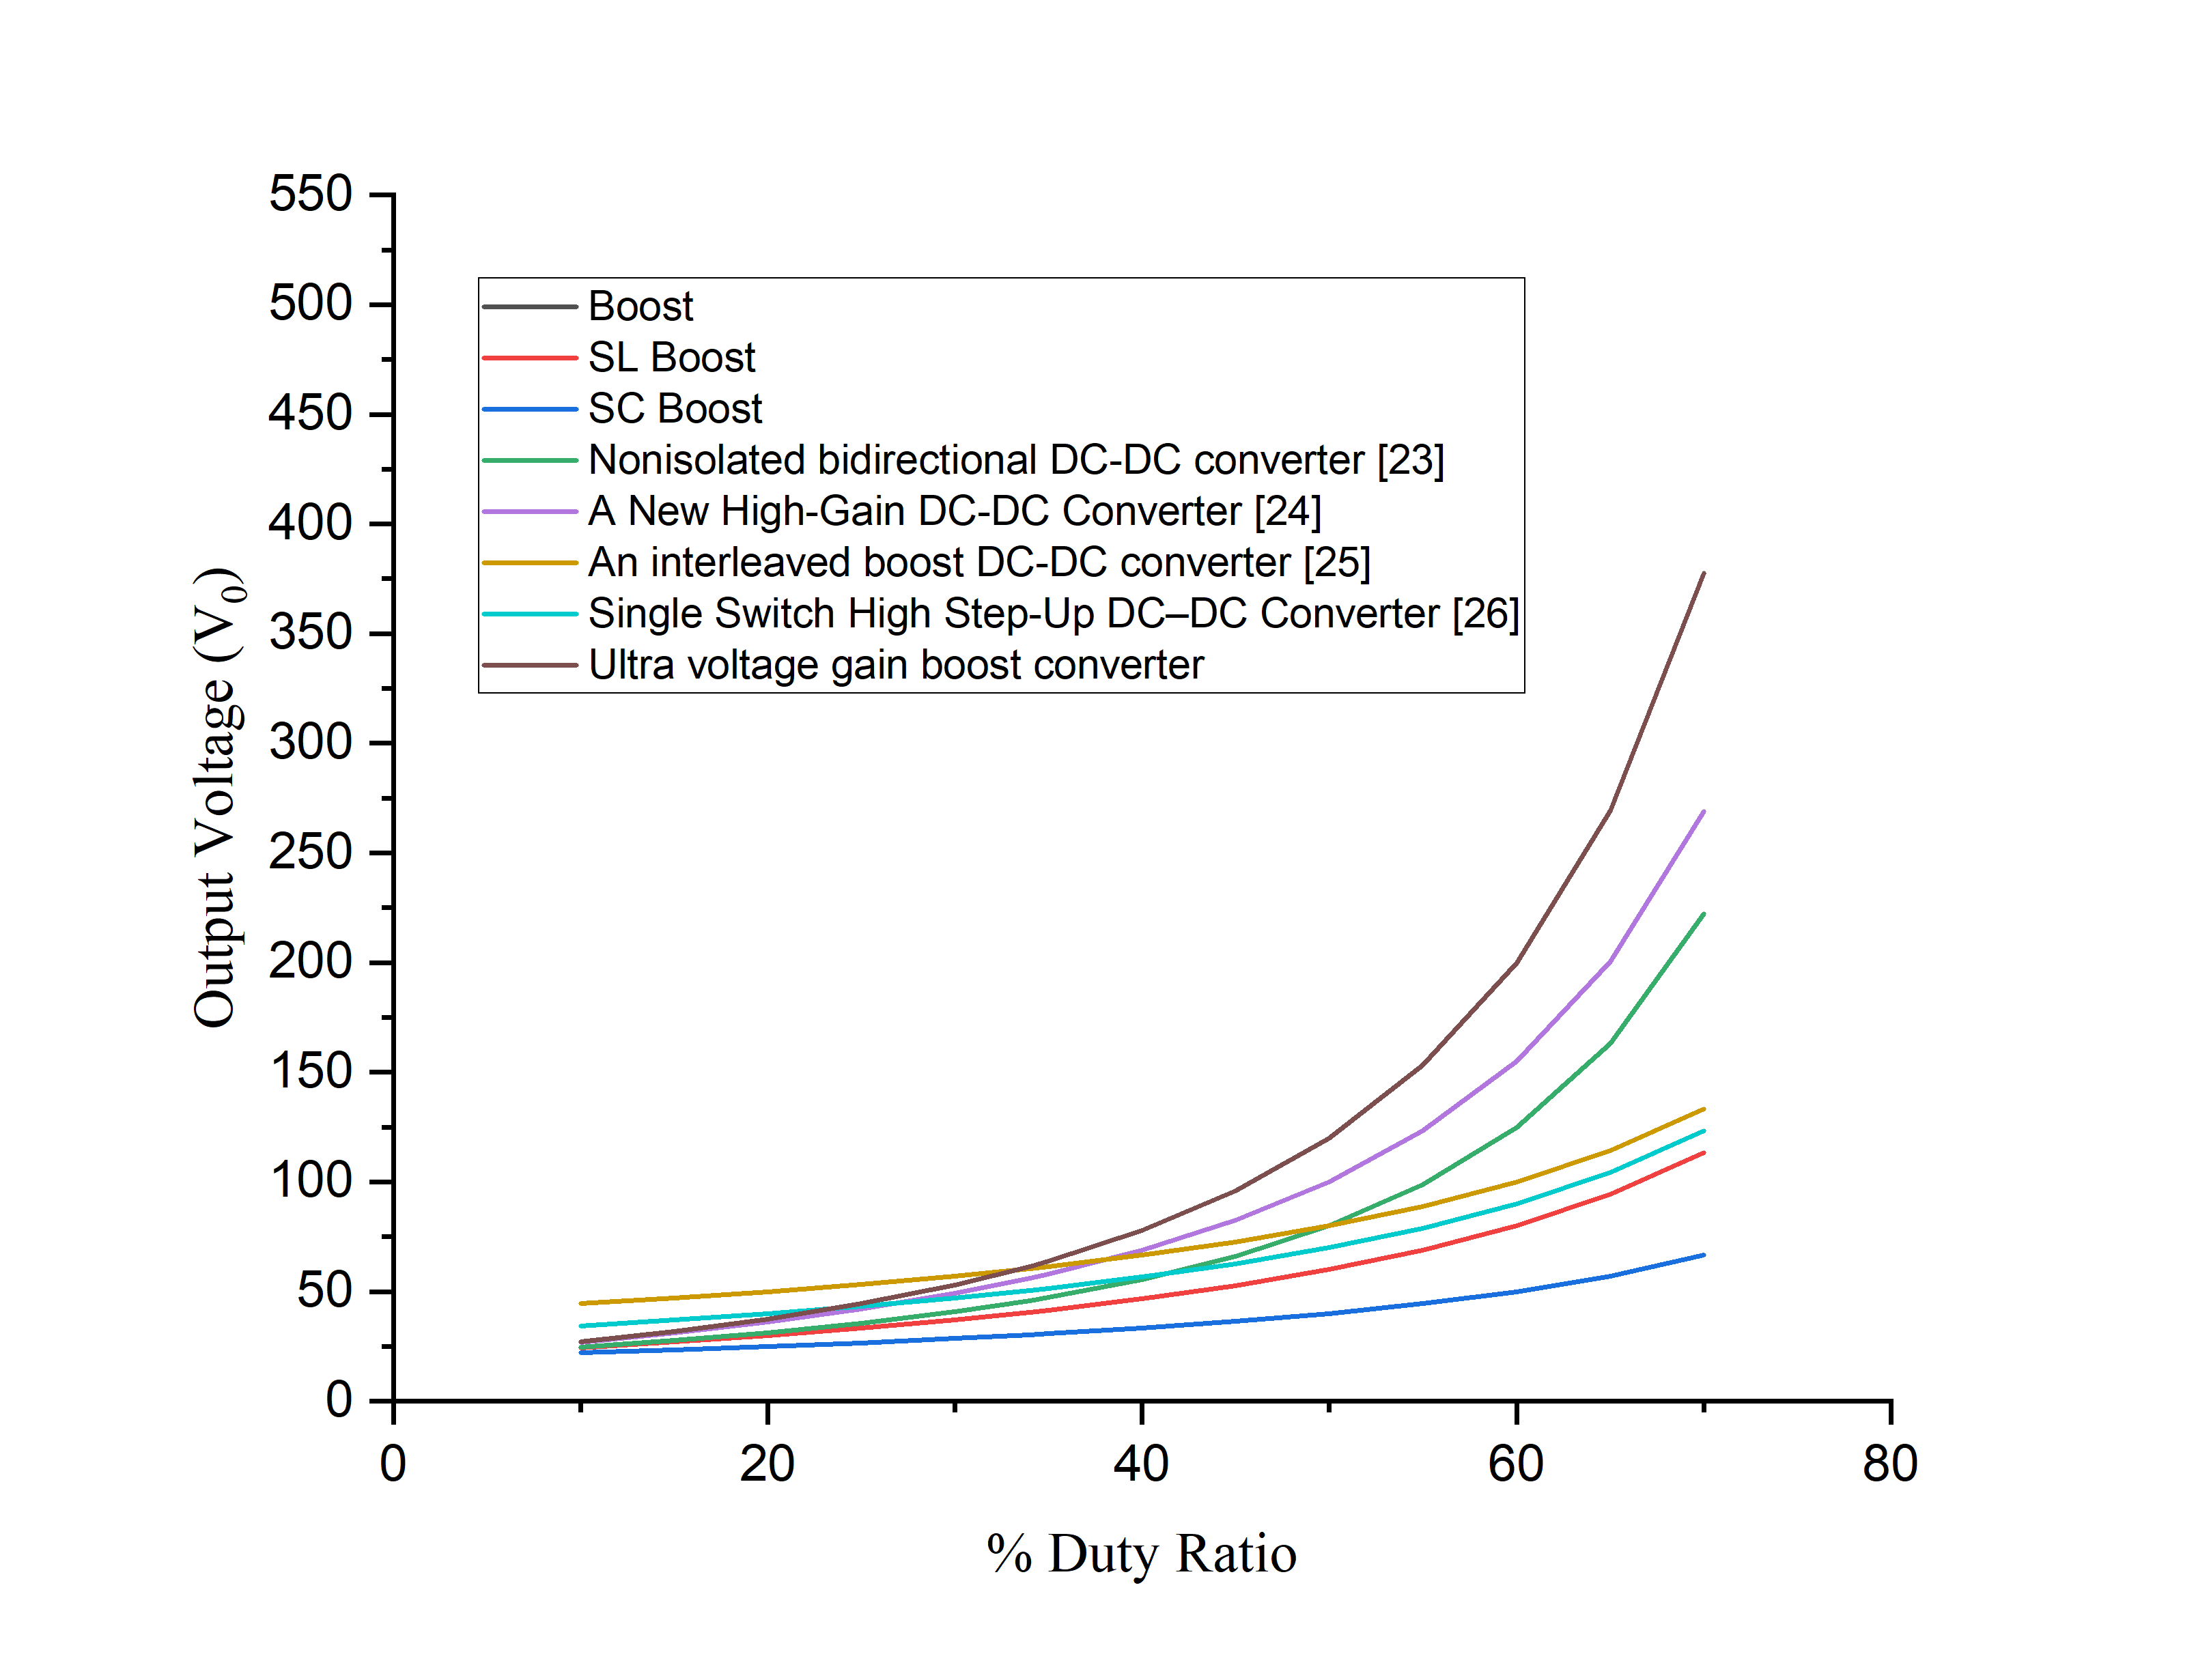 550
500
450
400
350
300
250
200
150
100
50
0
Output Voltage (V0)
Boost
SL Boost
SC Boost
Nonisolated bidirectional DC-DC converter [23]
A New High-Gain DC-DC Converter [24]
An interleaved boost DC-DC converter [25]
Single Switch High Step-Up DC–DC Converter [26]
Ultra voltage gain boost converter
0 20 40 60 80
% Duty Ratio